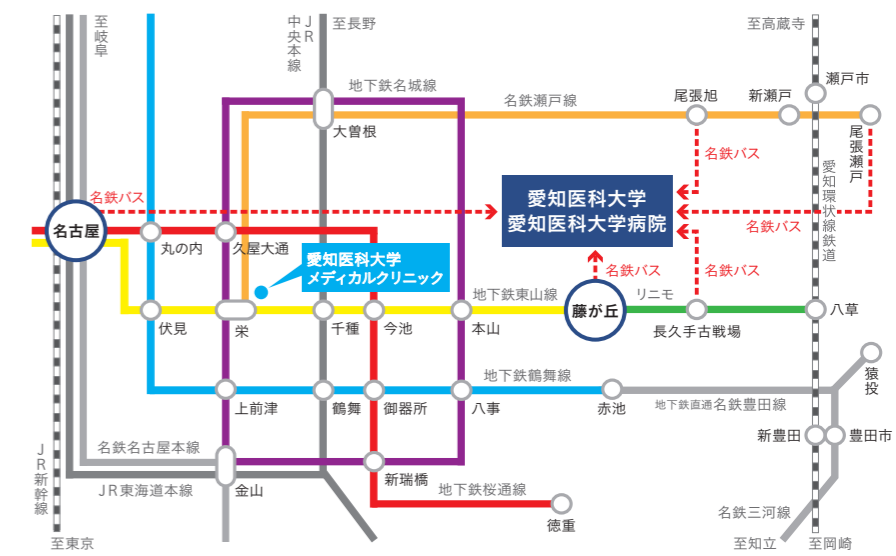 至岐阜
JR
中央本線
至長野
至高蔵寺
地下鉄名城線
名鉄瀬戸線
尾張旭
新瀬戸
瀬戸市
大曽根
尾張瀬戸
名鉄バス
愛知環状線鉄道
名鉄バス
愛知医科大学
愛知医科大学病院
名古屋
丸の内
久屋大通
名鉄バス
愛知医科大学
メディカルクリニック
名鉄バス
名鉄バス
地下鉄東山線
リニモ
藤が丘
伏見
栄
千種
今池
本山
長久手古戦場
八草
地下鉄鶴舞線
猿投
上前津
鶴舞
御器所
八事
赤池
地下鉄直通名鉄豊田線
新豊田
豊田市
名鉄名古屋本線
JR新幹線
JR東海道本線
金山
新瑞橋
地下鉄桜通線
徳重
名鉄三河線
至東京
至知立
至岡崎